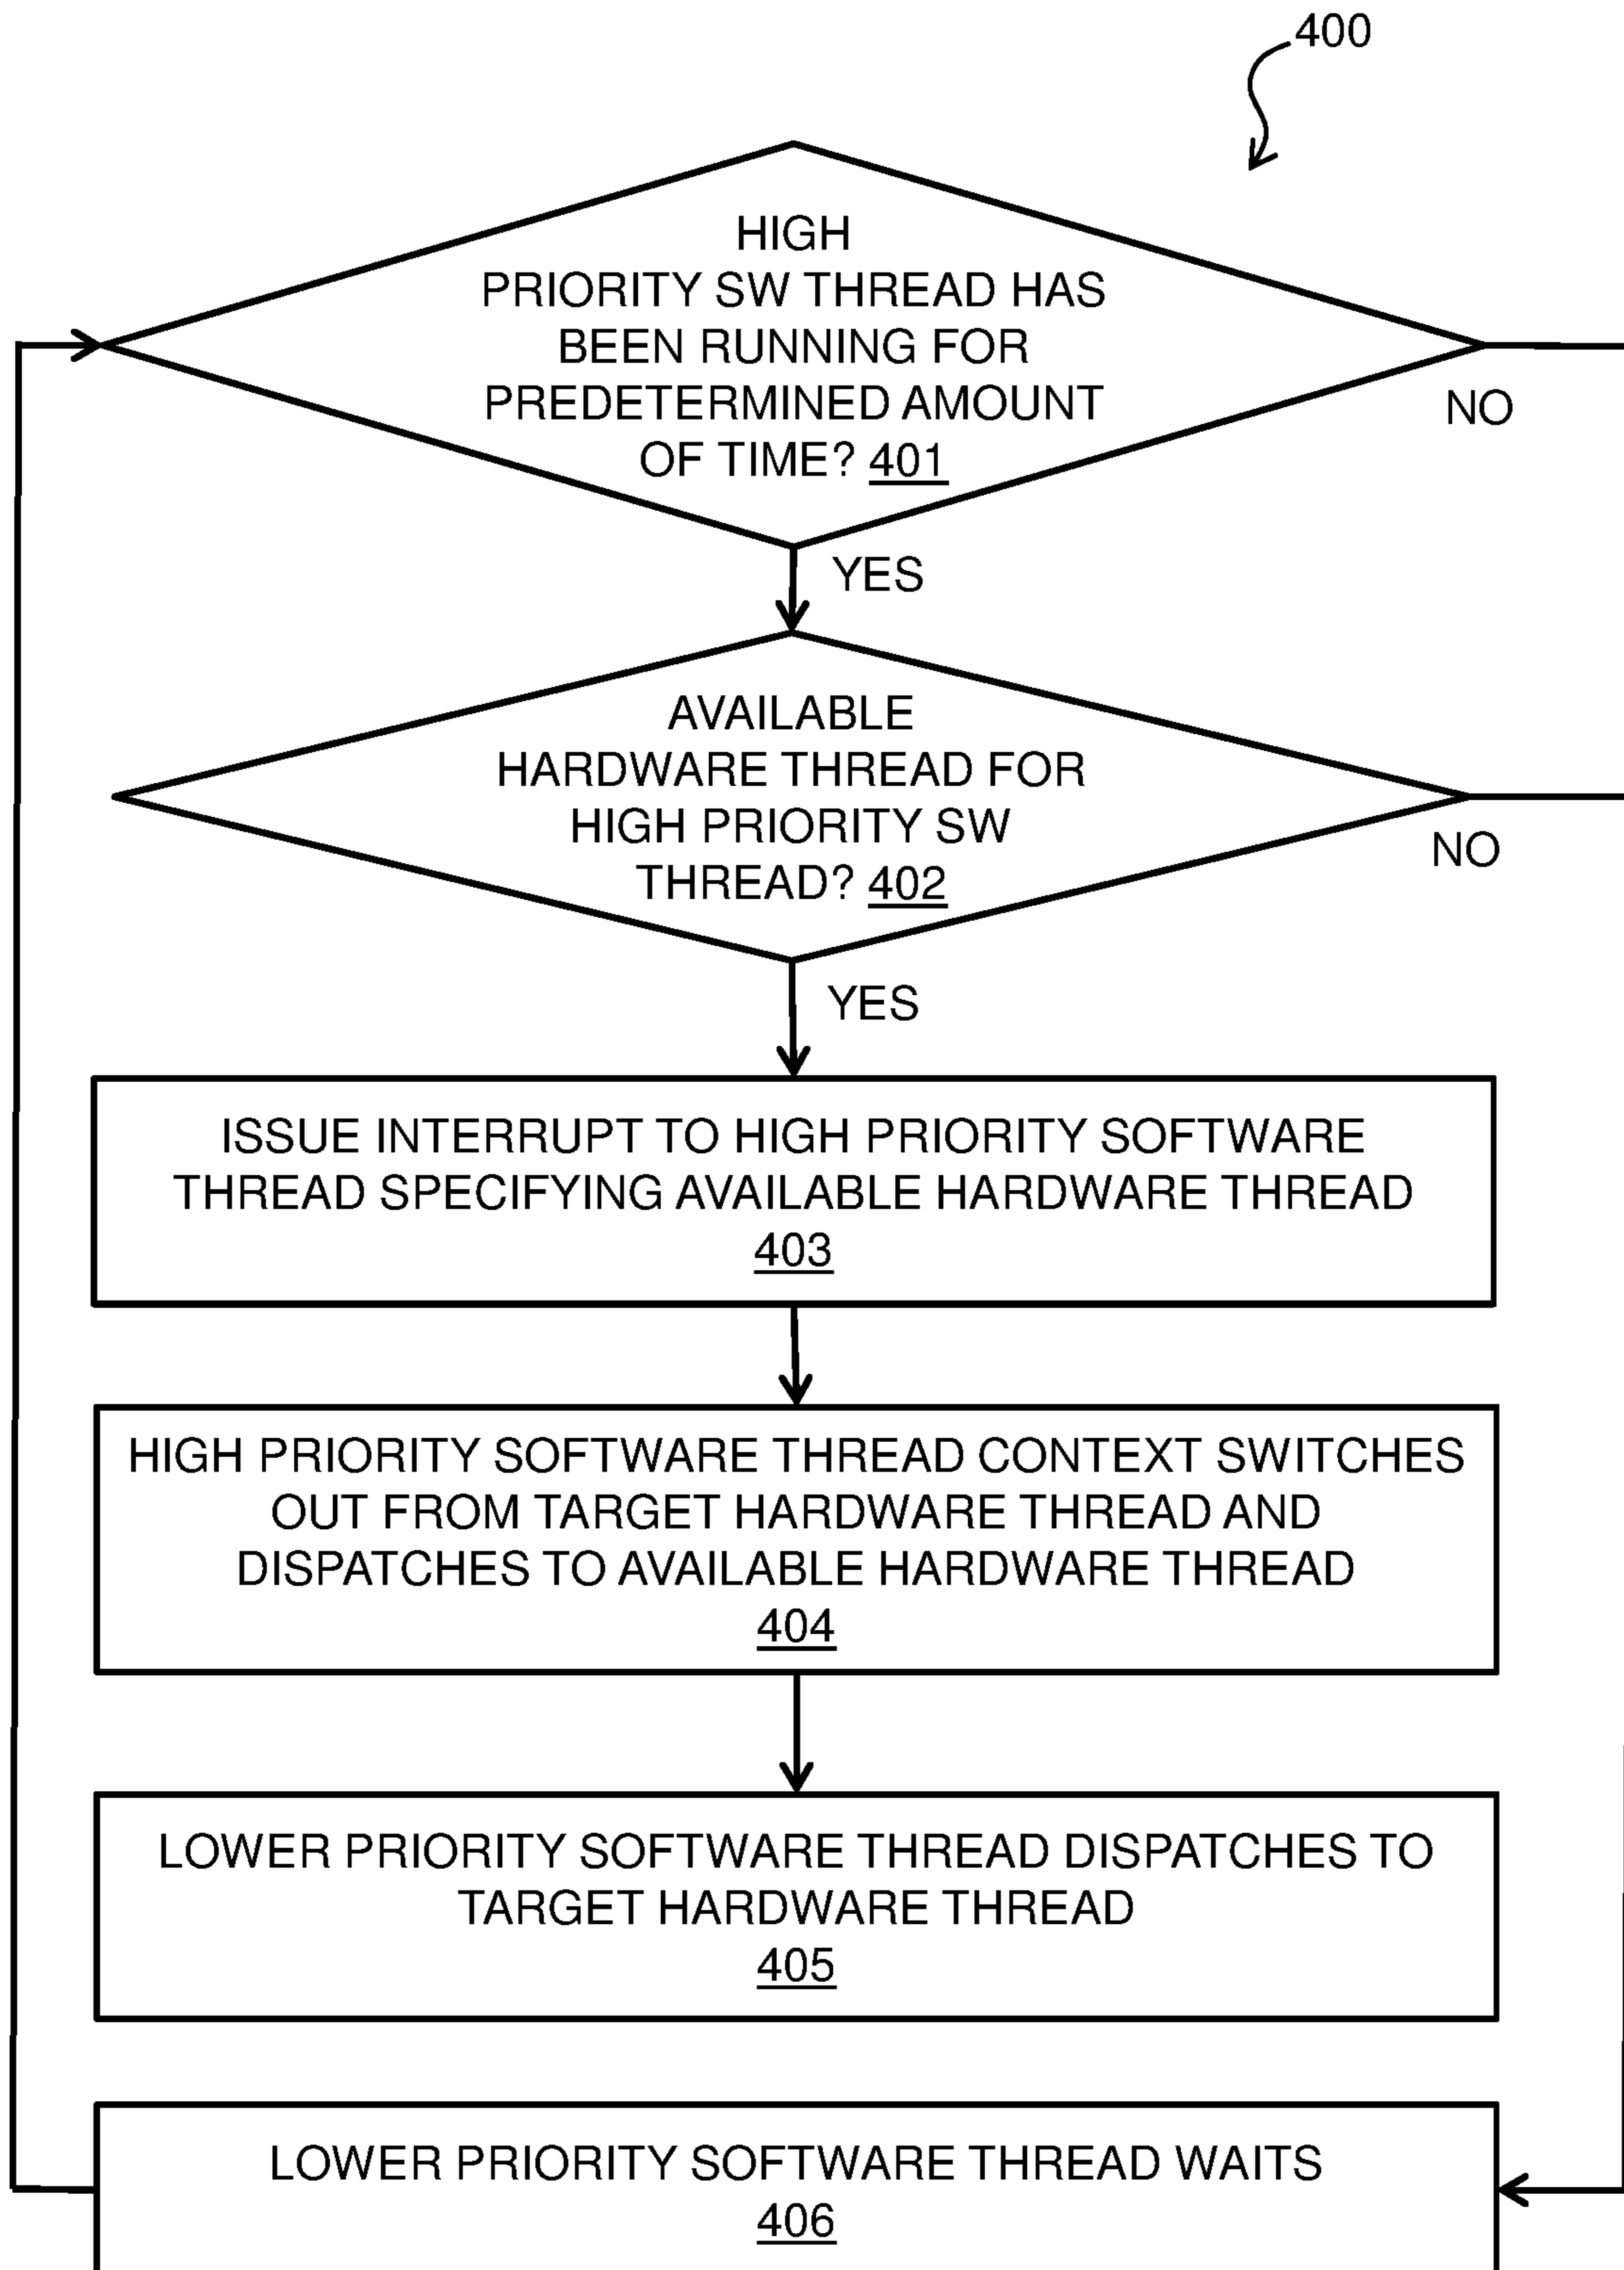 400
HIGH
PRIORITY SW THREAD HAS
BEEN RUNNING FOR
PREDETERMINED AMOUNT
OF TIME? 401
NO
YES
AVAILABLE
HARDWARE THREAD FOR
HIGH PRIORITY SW
THREAD? 402
NO
YES
ISSUE INTERRUPT TO HIGH PRIORITY SOFTWARE
THREAD SPECIFYING AVAILABLE HARDWARE THREAD
403
HIGH PRIORITY SOFTWARE THREAD CONTEXT SWITCHES
OUT FROM TARGET HARDWARE THREAD AND
DISPATCHES TO AVAILABLE HARDWARE THREAD
404
LOWER PRIORITY SOFTWARE THREAD DISPATCHES TO
TARGET HARDWARE THREAD
405
LOWER PRIORITY SOFTWARE THREAD WAITS
406